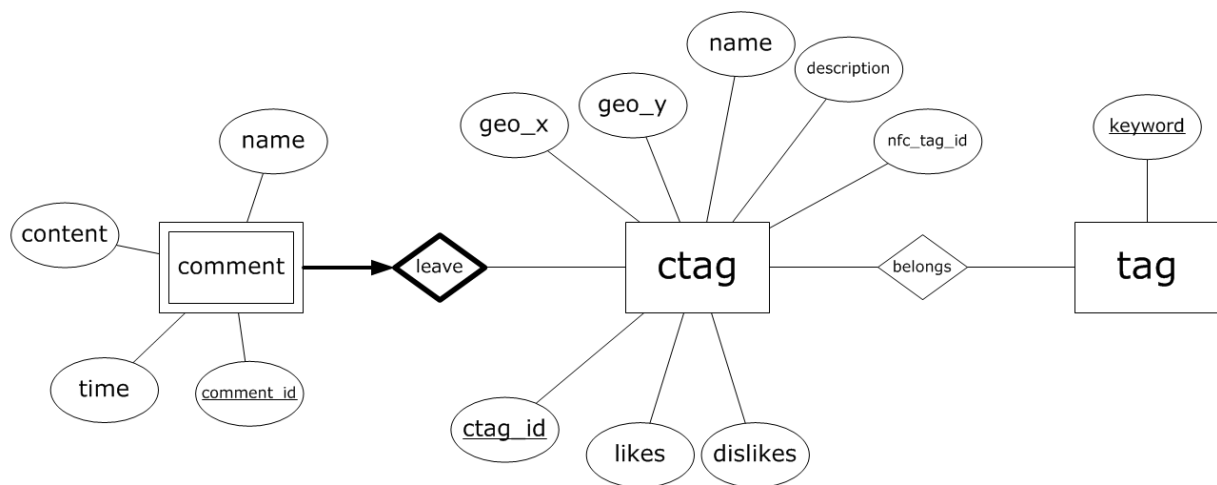 name
description
geo_x
geo_y
nfc_tag_id
keyword
name
content
comment
leave
ctag
belongs
tag
time
comment_id
ctag_id
likes
dislikes